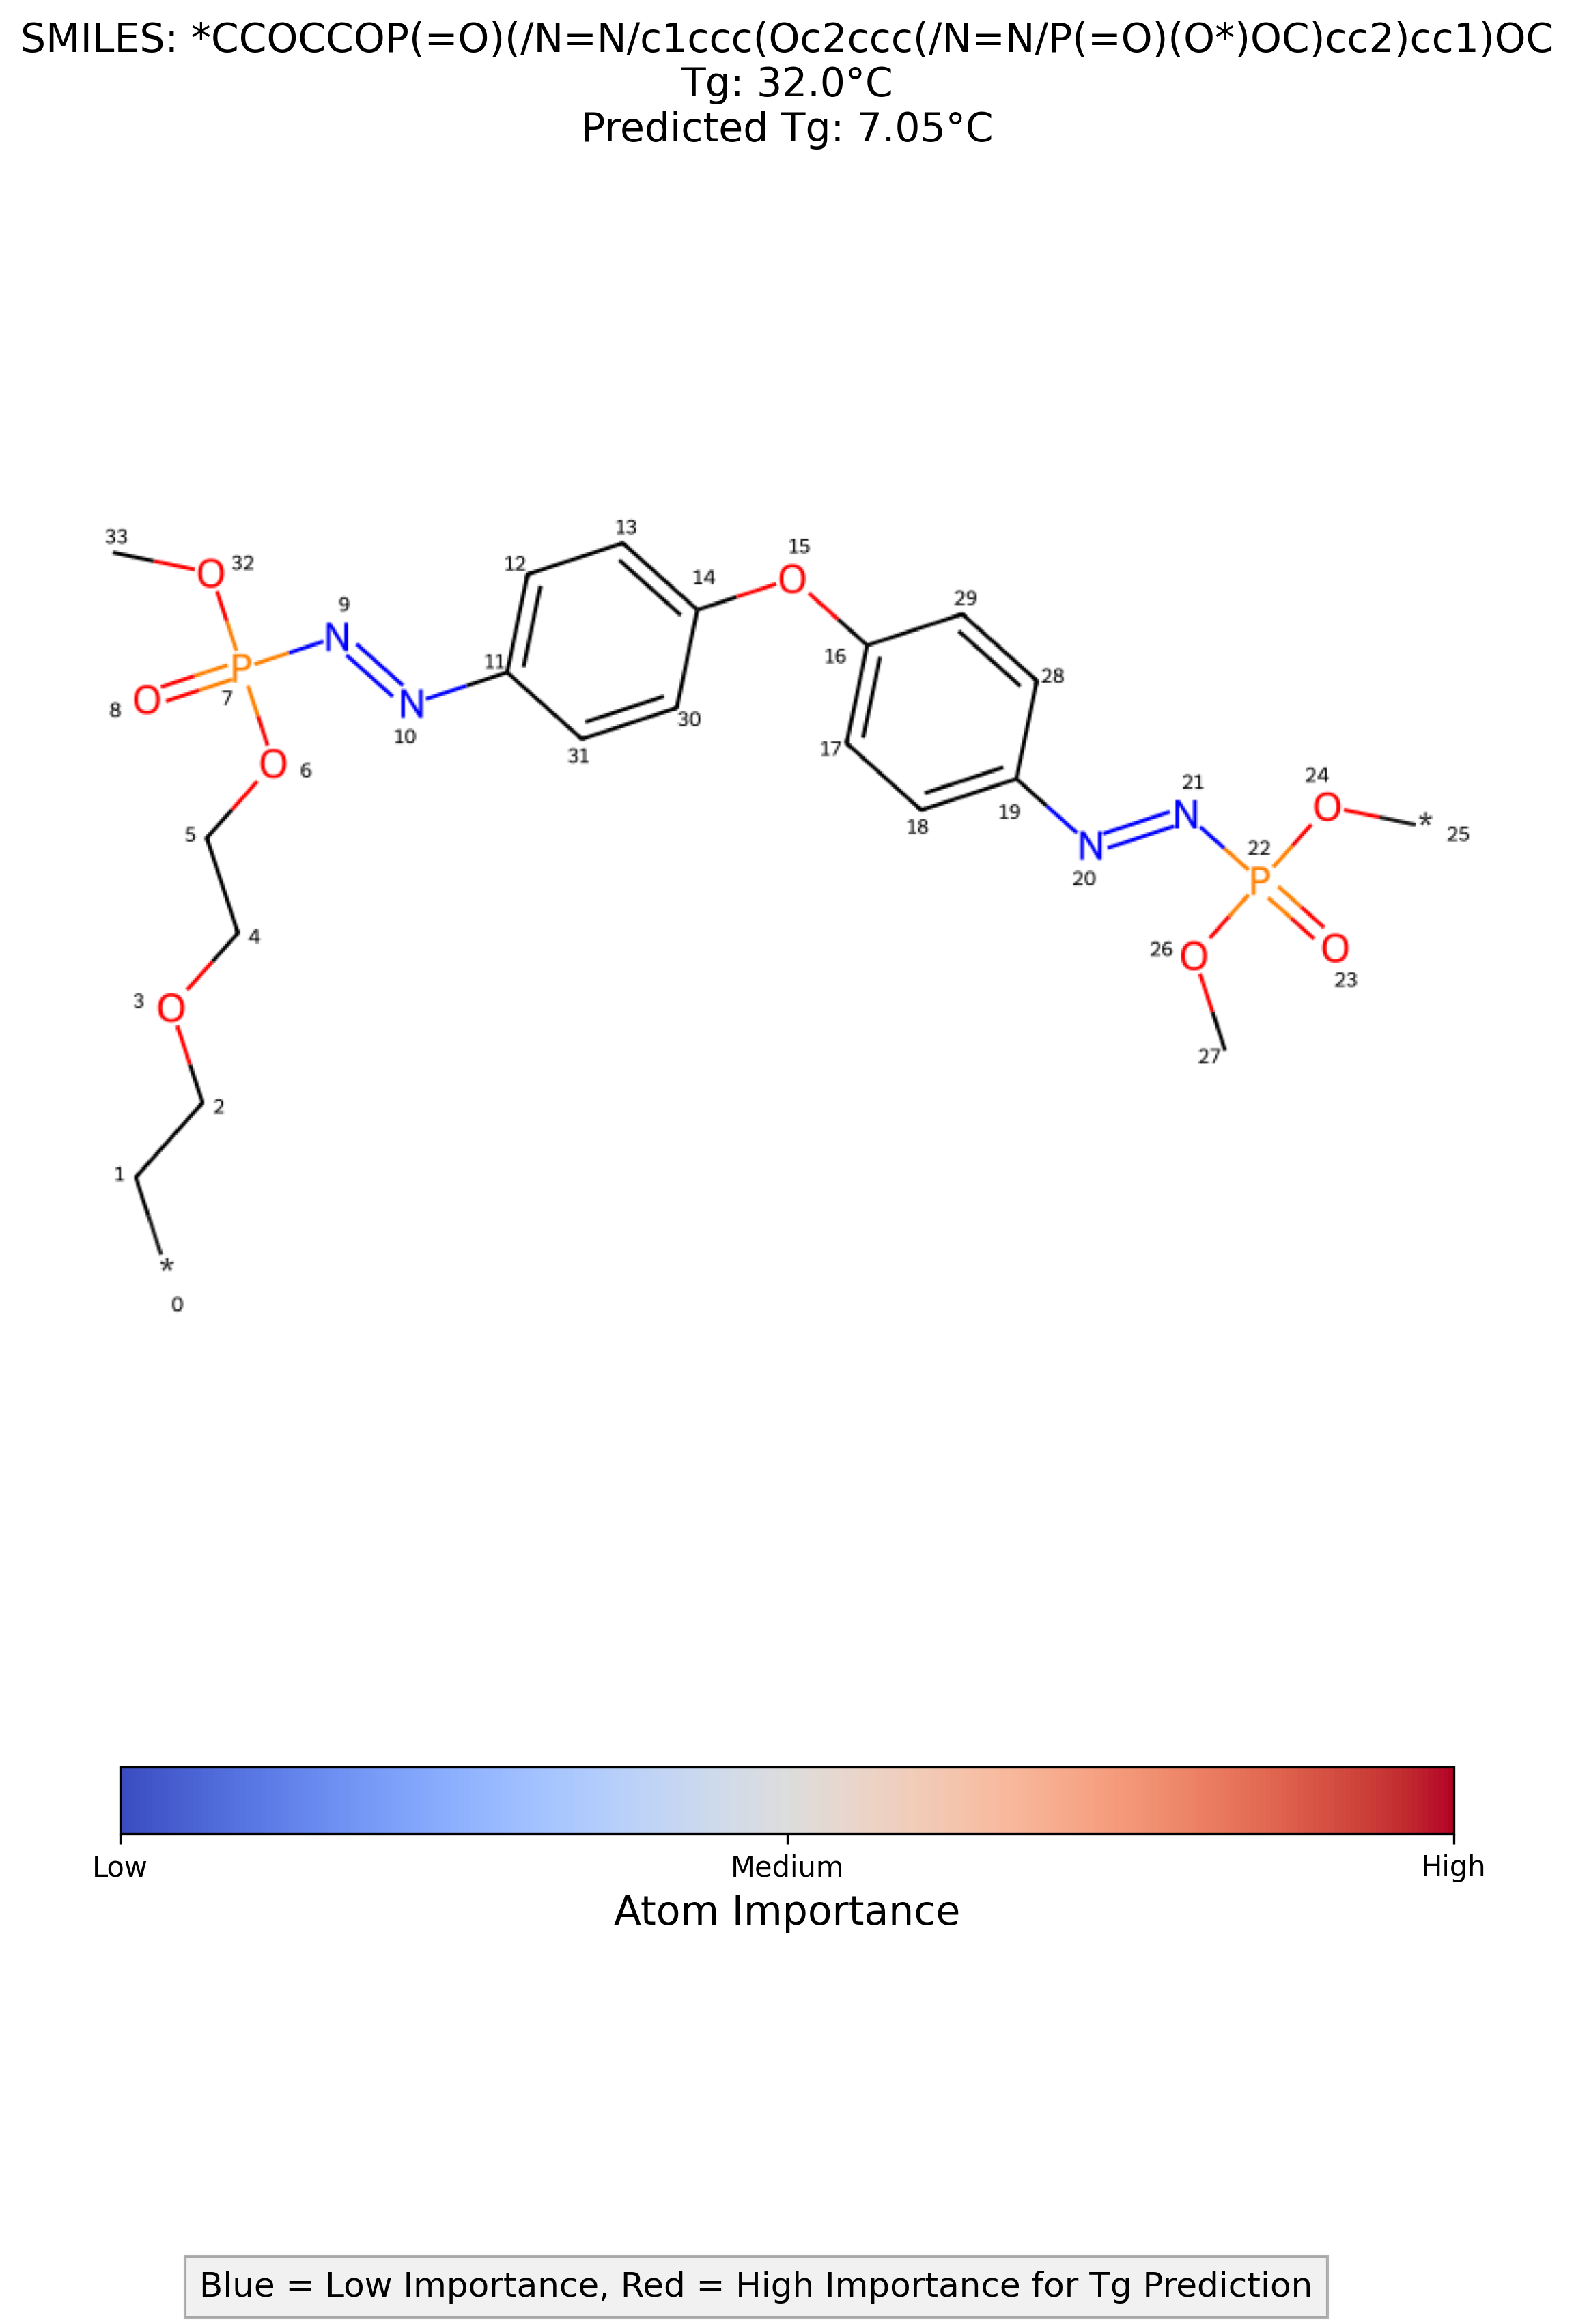 SMILES: *CCOCCOP(=O)(/N=N/c1ccc(Oc2ccc(/N=N/P(=O)(O*)OC)cc2)cc1)OC
Tg: 32.0°C
Predicted Tg: 7.05°C
33
O 32
13
12
14
15
O
9
N
29
P
7
11
16
O
8
N
10
30
28
31
17
O 6
21
N
24
O
* 25
5
18
19
N
20
22
P
4
26 O
O
23
3 O
27
2
1
*
0
Low
Medium
High
Atom Importance
Blue = Low Importance, Red = High Importance for Tg Prediction